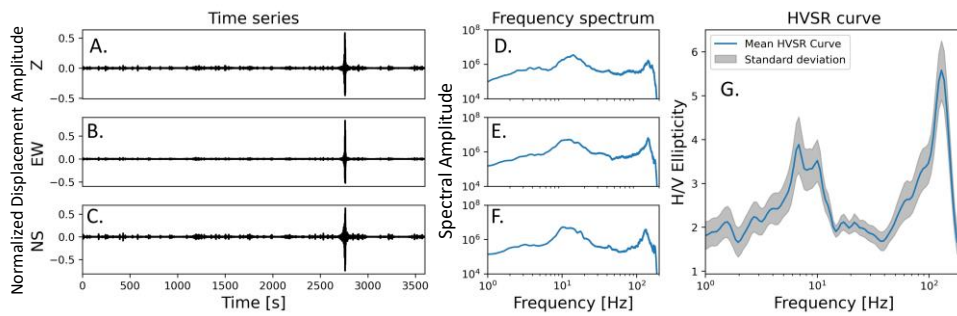 Time series
Frequency spectrum
HVSR curve
Normalized Displacement Amplitude
Z
0.5
0.0
−0.5
A.
EW
0.5
0.0
−0.5
B.
NS
0.5
0.0
−0.5
C.
0 500 1000 1500 2000 2500 3000 3500
Time [s]
Spectral Amplitude
10⁸
10⁶
10⁴
D.
10⁸
10⁶
10⁴
E.
10⁸
10⁶
10⁴
F.
10⁰ 10¹ 10²
Frequency [Hz]
H/V Ellipticity
6
5
4
3
2
1
Mean HVSR Curve
Standard deviation
G.
10⁰ 10¹ 10²
Frequency [Hz]